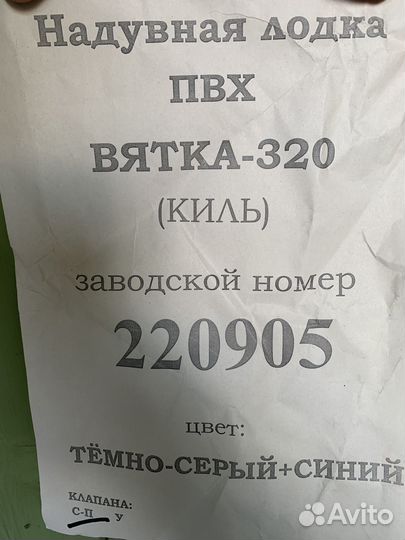 Надувная лодка
ПВХ
ВЯТКА-320
(КИЛЬ)
заводской номер
220905
цвет:
ТЁМНО-СЕРЫЙ+СИНИЙ
КЛАПАНА:
С-П У
Avito